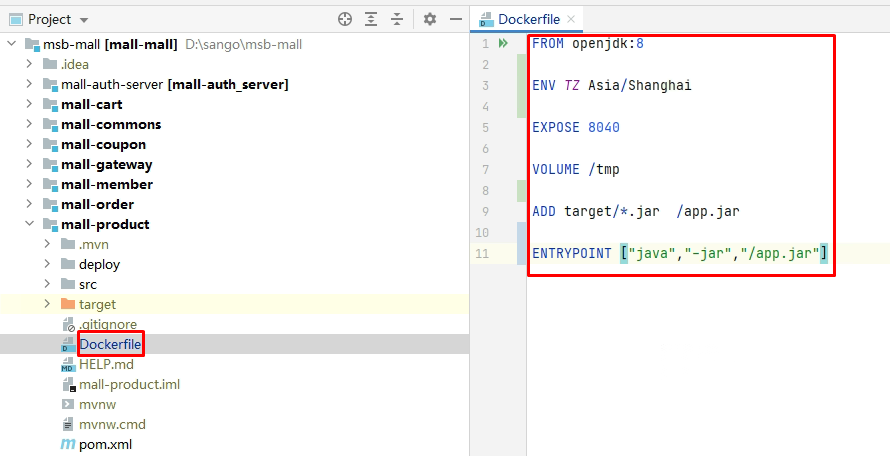 Project
msb-mall [mall-mall] D:\sango\msb-mall
.idea
mall-auth-server [mall-auth_server]
mall-cart
mall-commons
mall-coupon
mall-gateway
mall-member
mall-order
mall-product
.mvn
deploy
src
target
.gitignore
Dockerfile
HELP.md
mall-product.iml
mvnw
mvnw.cmd
pom.xml
Dockerfile
1 FROM openjdk:8
2
3 ENV TZ Asia/Shanghai
4
5 EXPOSE 8040
6
7 VOLUME /tmp
8
9 ADD target/*.jar  /app.jar
10
11 ENTRYPOINT ["java","-jar","/app.jar"]